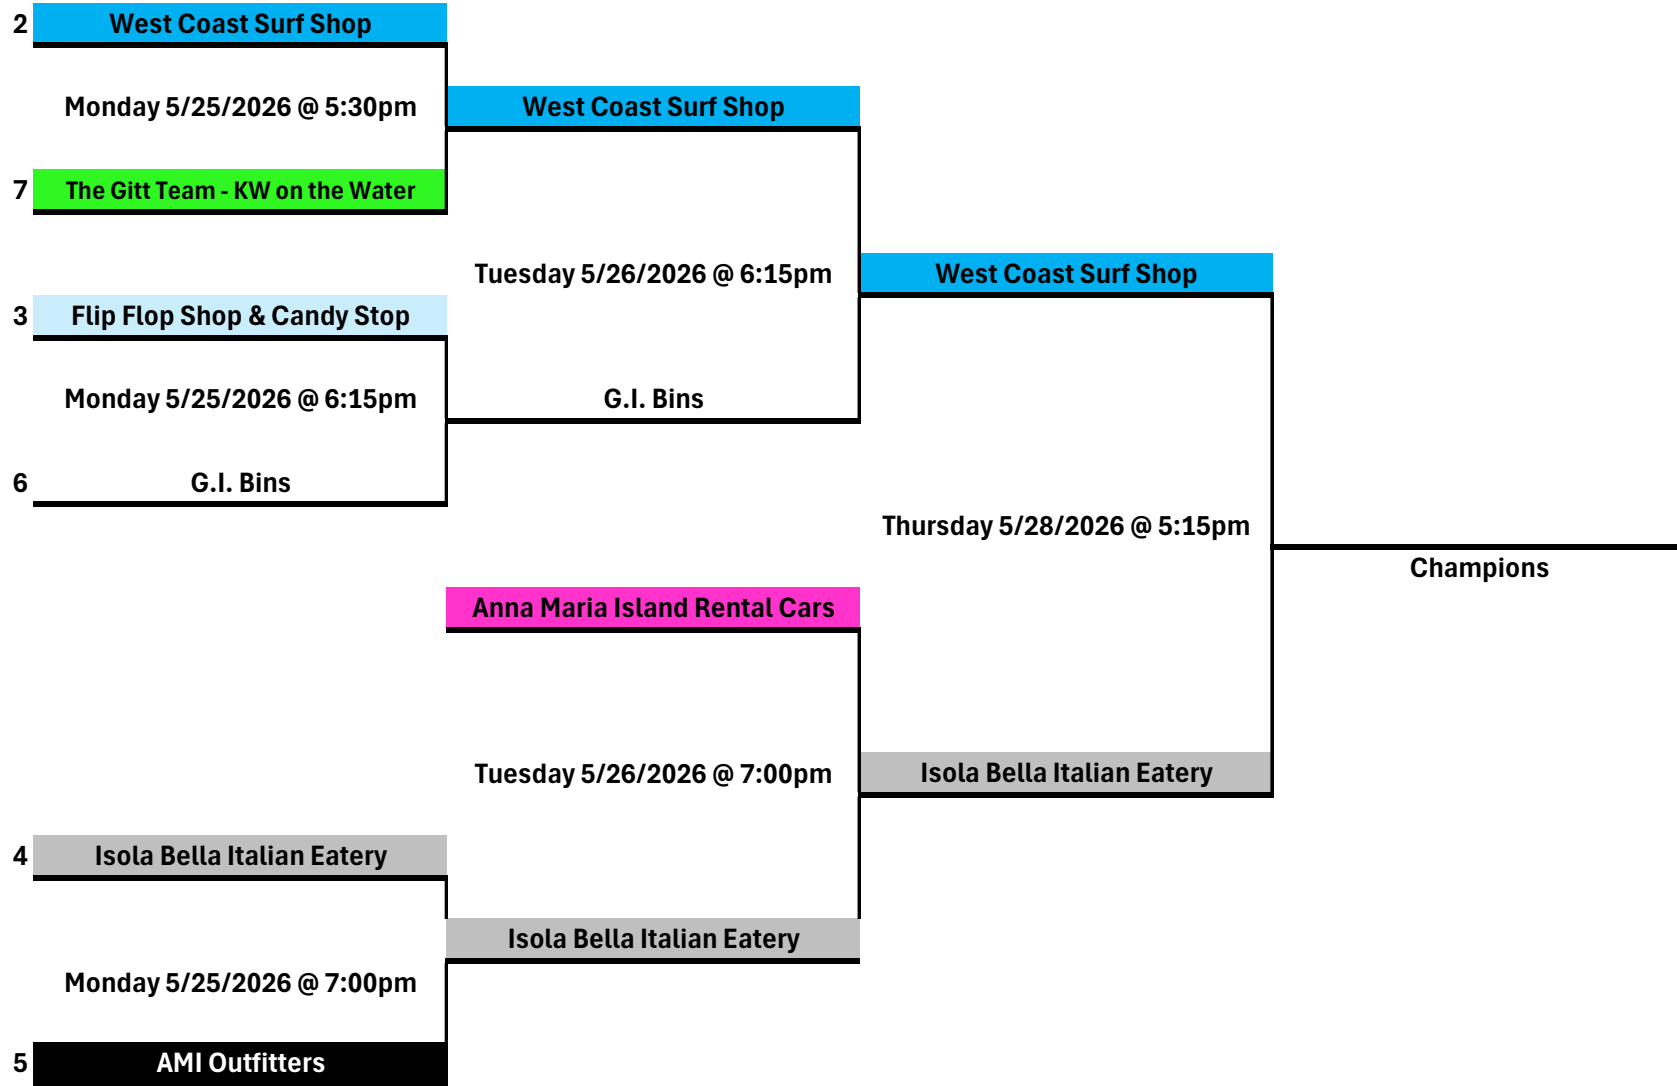 2 West Coast Surf Shop
Monday 5/25/2026 @ 5:30pm
West Coast Surf Shop
7 The Gitt Team - KW on the Water
Tuesday 5/26/2026 @ 6:15pm
West Coast Surf Shop
3 Flip Flop Shop & Candy Stop
Monday 5/25/2026 @ 6:15pm
G.I. Bins
6 G.I. Bins
Thursday 5/28/2026 @ 5:15pm
Champions
Anna Maria Island Rental Cars
Tuesday 5/26/2026 @ 7:00pm
Isola Bella Italian Eatery
4 Isola Bella Italian Eatery
Isola Bella Italian Eatery
Monday 5/25/2026 @ 7:00pm
5 AMI Outfitters